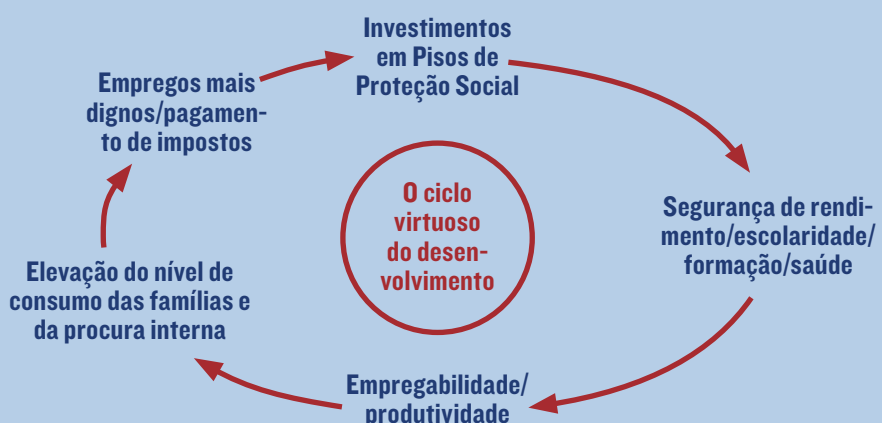 Investimentos
em Pisos de
Proteção Social
Segurança de rendi-
mento/escolaridade/
formação/saúde
Empregabilidade/
produtividade
Elevação do nível de
consumo das famílias e
da procura interna
Empregos mais
dignos/pagamen-
to de impostos
O ciclo
virtuoso
do desen-
volvimento